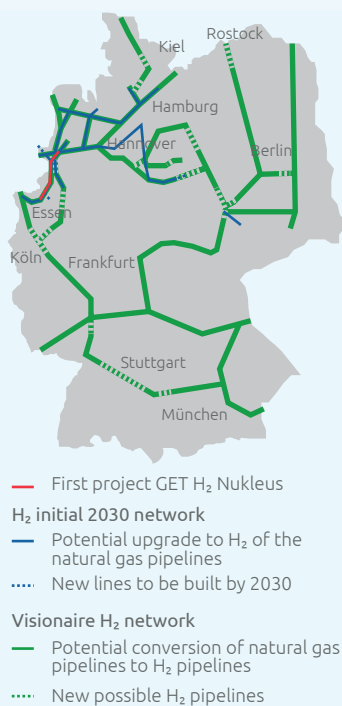 Rostock
Kiel
Hamburg
Hannover
Berlin
Essen
Köln
Frankfurt
Stuttgart
München
First project GET H₂ Nukleus
H₂ initial 2030 network
Potential upgrade to H₂ of the
natural gas pipelines
New lines to be built by 2030
Visionaire H₂ network
Potential conversion of natural gas
pipelines to H₂ pipelines
New possible H₂ pipelines